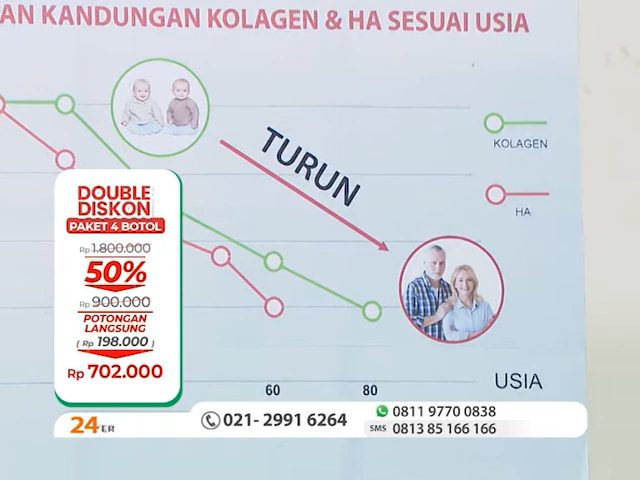 AN KANDUNGAN KOLAGEN & HA SESUAI USIA
TURUN
KOLAGEN
HA
DOUBLE
DISKON
PAKET 4 BOTOL
Rp 1.800.000
50%
Rp 900.000
POTONGAN
LANGSUNG
( Rp 198.000 )
Rp 702.000
60
80
USIA
24
ER
021- 2991 6264
0811 9770 0838
SMS 0813 85 166 166